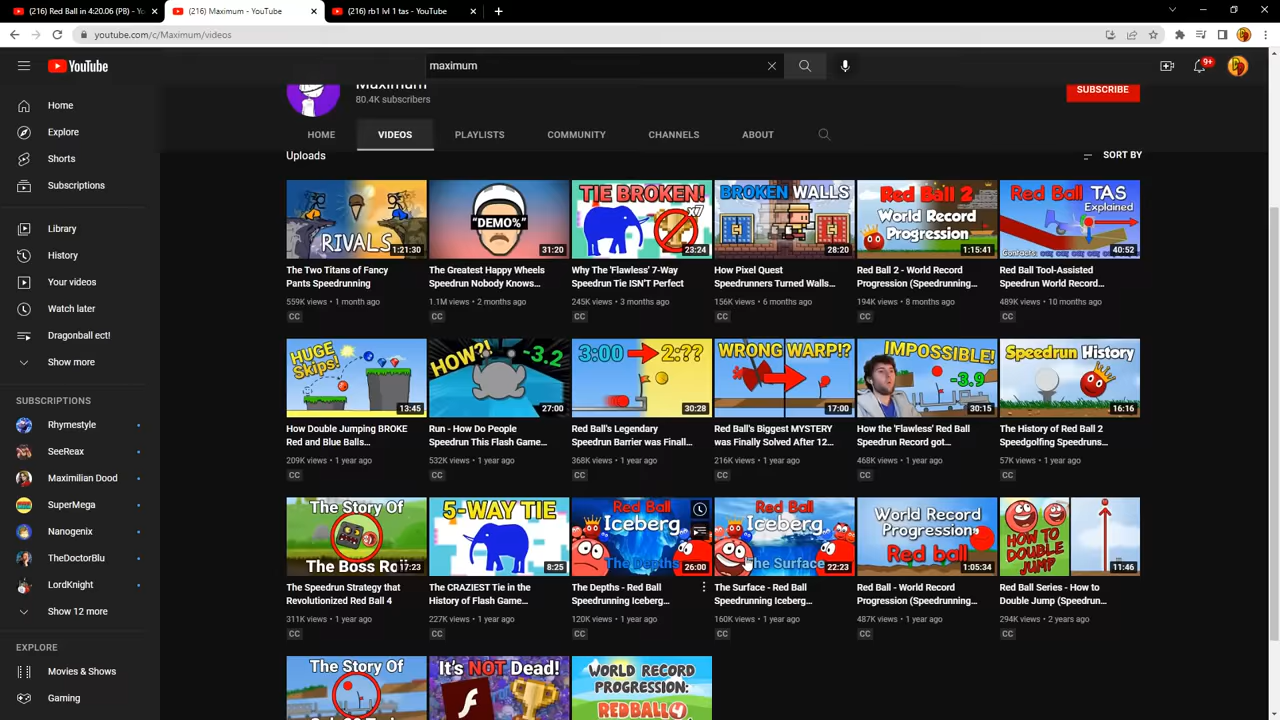 (216) Red Ball in 4:20.06 (PB) - Yo
(216) Maximum - YouTube
(216) rb1 lvl 1 tas - YouTube
youtube.com/c/Maximum/videos
YouTube
maximum
9+
Home
Explore
Shorts
Subscriptions
Library
History
Your videos
Watch later
Dragonball ect!
Show more
SUBSCRIPTIONS
Rhymestyle
SeeReax
Maximilian Dood
SuperMega
Nanogenix
TheDoctorBlu
LordKnight
Show 12 more
EXPLORE
Movies & Shows
Gaming
Maximum
80.4K subscribers
SUBSCRIBE
HOME
VIDEOS
PLAYLISTS
COMMUNITY
CHANNELS
ABOUT
Uploads
SORT BY
RIVALS
1:21:30
The Two Titans of Fancy
Pants Speedrunning
559K views • 1 month ago
CC
"DEMO%"
31:20
The Greatest Happy Wheels
Speedrun Nobody Knows...
1.1M views • 2 months ago
CC
TIE BROKEN!
x7
23:24
Why The 'Flawless' 7-Way
Speedrun Tie ISN'T Perfect
245K views • 3 months ago
CC
BROKEN WALLS
28:20
How Pixel Quest
Speedrunners Turned Walls...
156K views • 6 months ago
CC
Red Ball 2
World Record
Progression
1:15:41
Red Ball 2 - World Record
Progression (Speedrunning...
194K views • 8 months ago
CC
Red Ball TAS
Explained
40:52
Red Ball Tool-Assisted
Speedrun World Record...
489K views • 10 months ago
CC
HUGE
Skips!
13:45
How Double Jumping BROKE
Red and Blue Balls...
209K views • 1 year ago
CC
HOW?!
-3.2
27:00
Run - How Do People
Speedrun This Flash Game...
532K views • 1 year ago
CC
3:00
2:??
30:28
Red Ball's Legendary
Speedrun Barrier was Finall...
368K views • 1 year ago
CC
WRONG WARP!?
17:00
Red Ball's Biggest MYSTERY
was Finally Solved After 12...
216K views • 1 year ago
CC
IMPOSSIBLE!
-3.9
30:15
How the 'Flawless' Red Ball
Speedrun Record got...
468K views • 1 year ago
CC
Speedrun History
16:16
The History of Red Ball 2
Speedgolfing Speedruns...
57K views • 1 year ago
CC
The Story Of
The Boss Ro
17:23
The Speedrun Strategy that
Revolutionized Red Ball 4
311K views • 1 year ago
CC
5-WAY TIE
8:25
The CRAZIEST Tie in the
History of Flash Game...
227K views • 1 year ago
CC
Red Ball
Iceberg
The Depths
26:00
The Depths - Red Ball
Speedrunning Iceberg...
120K views • 1 year ago
CC
Red Ball
Iceberg
The Surface
22:23
The Surface - Red Ball
Speedrunning Iceberg...
160K views • 1 year ago
CC
World Record
Progression
Red ball
1:05:34
Red Ball - World Record
Progression (Speedrunning...
487K views • 1 year ago
CC
HOW TO
DOUBLE
JUMP
11:46
Red Ball Series - How to
Double Jump (Speedrun...
294K views • 2 years ago
CC
The Story Of
It's NOT Dead!
WORLD RECORD
PROGRESSION:
RED BALL 4